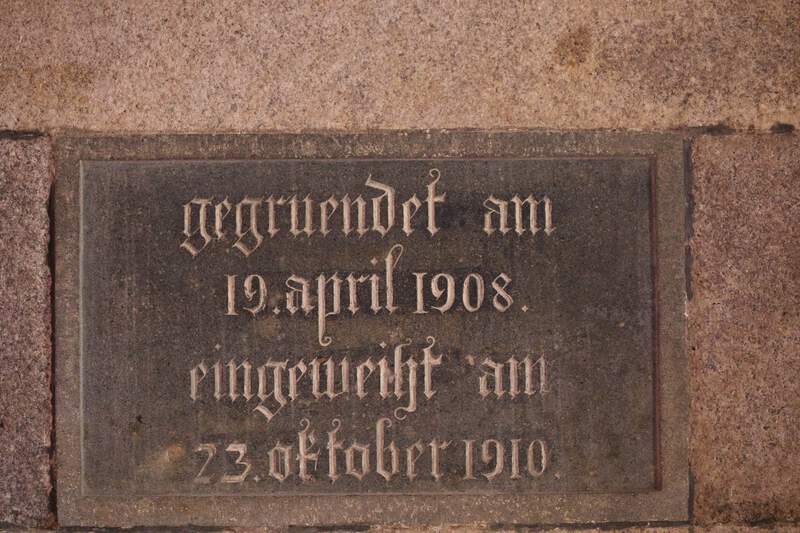 gegruendet am
19. april 1908.
eingeweiht am
23. oktober 1910.